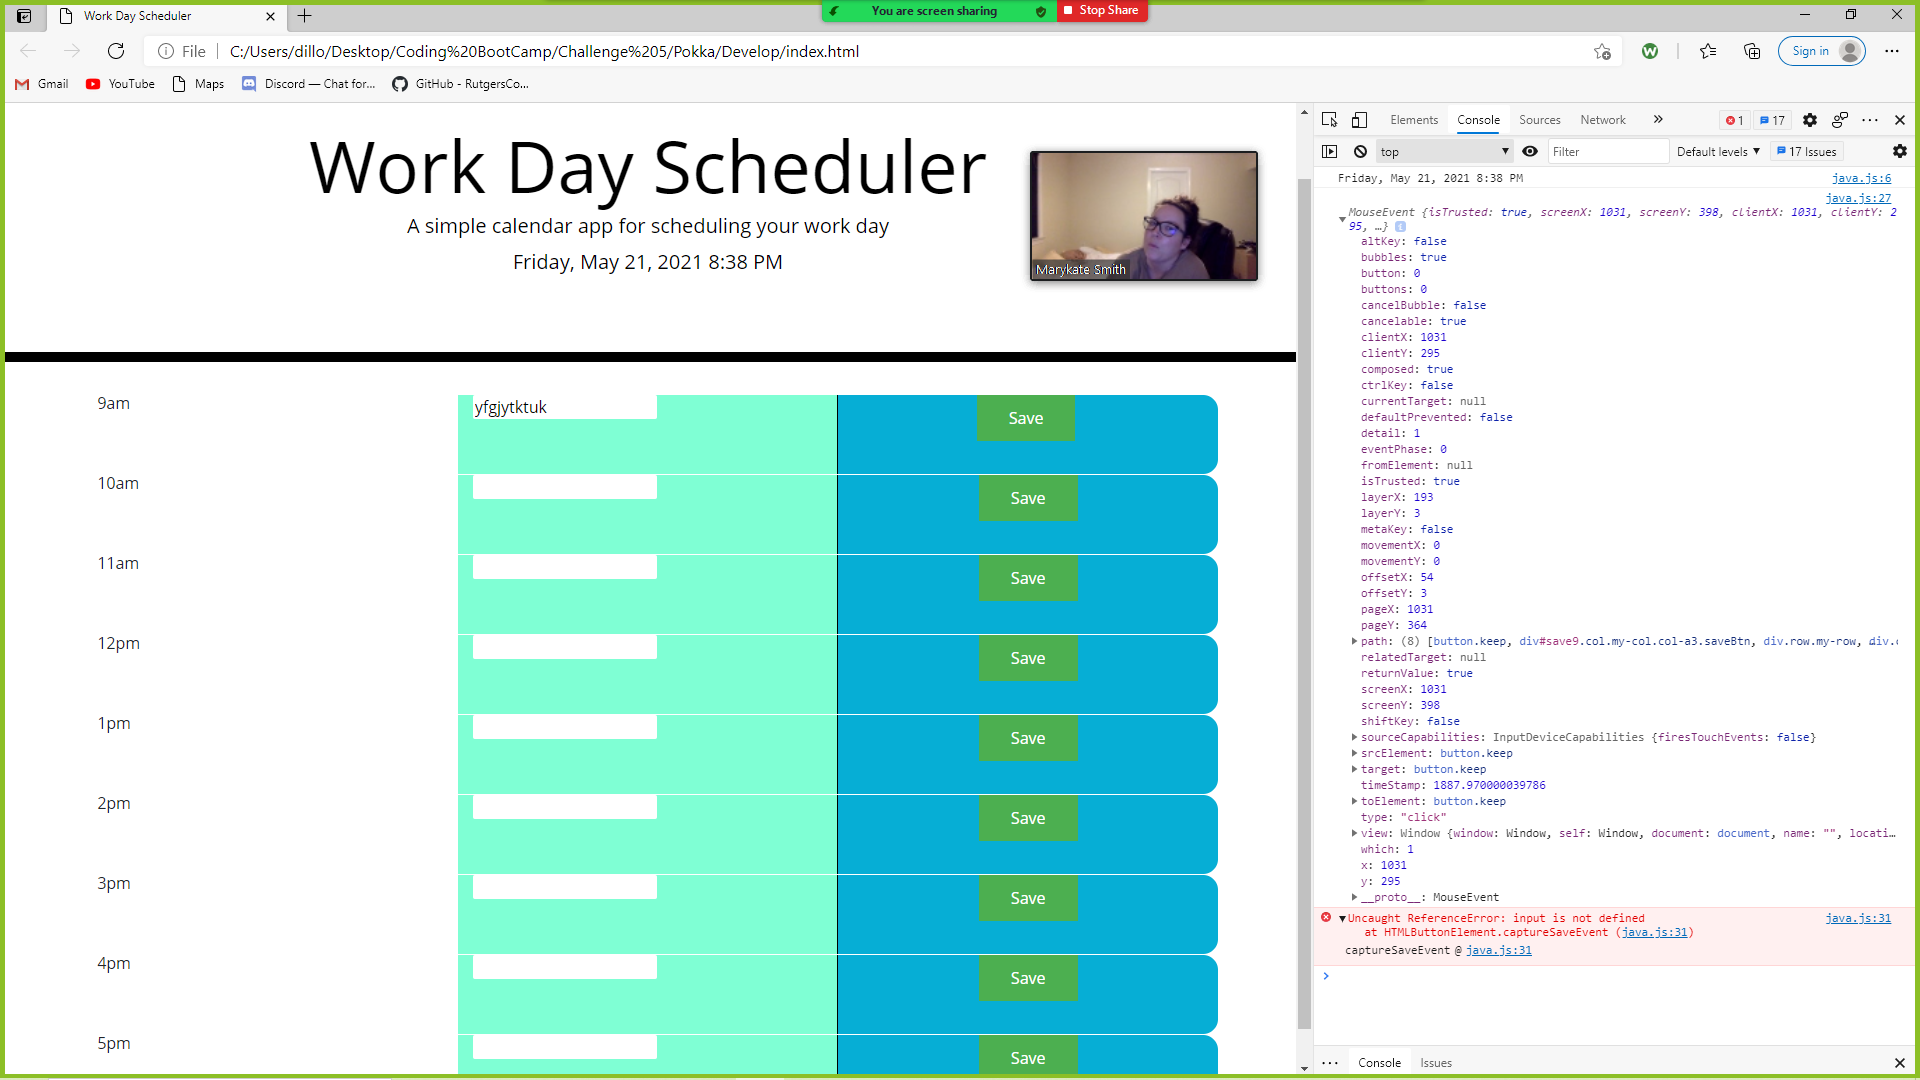 Work Day Scheduler
You are screen sharing
Stop Share
File
C:/Users/dillo/Desktop/Coding%20BootCamp/Challenge%205/Pokka/Develop/index.html
Sign in
Gmail
YouTube
Maps
Discord — Chat for...
GitHub - RutgersCo...
Work Day Scheduler
A simple calendar app for scheduling your work day
Friday, May 21, 2021 8:38 PM
Marykate Smith
9am
yfgjytktuk
Save
10am
Save
11am
Save
12pm
Save
1pm
Save
2pm
Save
3pm
Save
4pm
Save
5pm
Save
Elements Console Sources Network » 1 17
top Filter Default levels 17 Issues
Friday, May 21, 2021 8:38 PM java.js:6
java.js:27
MouseEvent {isTrusted: true, screenX: 1031, screenY: 398, clientX: 1031, clientY: 2
95, …}
altKey: false
bubbles: true
button: 0
buttons: 0
cancelBubble: false
cancelable: true
clientX: 1031
clientY: 295
composed: true
ctrlKey: false
currentTarget: null
defaultPrevented: false
detail: 1
eventPhase: 0
fromElement: null
isTrusted: true
layerX: 193
layerY: 3
metaKey: false
movementX: 0
movementY: 0
offsetX: 54
offsetY: 3
pageX: 1031
pageY: 364
path: (8) [button.keep, div#save9.col.my-col.col-a3.saveBtn, div.row.my-row, div.c
relatedTarget: null
returnValue: true
screenX: 1031
screenY: 398
shiftKey: false
sourceCapabilities: InputDeviceCapabilities {firesTouchEvents: false}
srcElement: button.keep
target: button.keep
timeStamp: 1887.970000039786
toElement: button.keep
type: "click"
view: Window {window: Window, self: Window, document: document, name: "", locati…
which: 1
x: 1031
y: 295
__proto__: MouseEvent
Uncaught ReferenceError: input is not defined java.js:31
at HTMLButtonElement.captureSaveEvent (java.js:31)
captureSaveEvent @ java.js:31
Console Issues